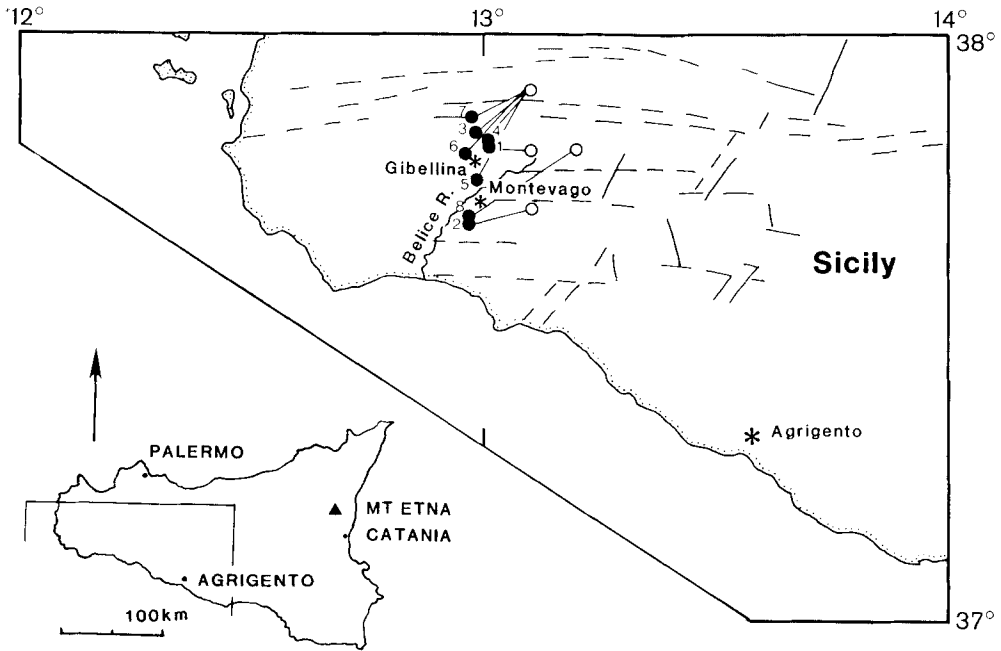 12° 13° 14°
38°
7
3 4
1
6
Gibellina
5
Montevago
8
2
Belice R.
Sicily
Agrigento
PALERMO
MT ETNA
CATANIA
AGRIGENTO
100km
37°